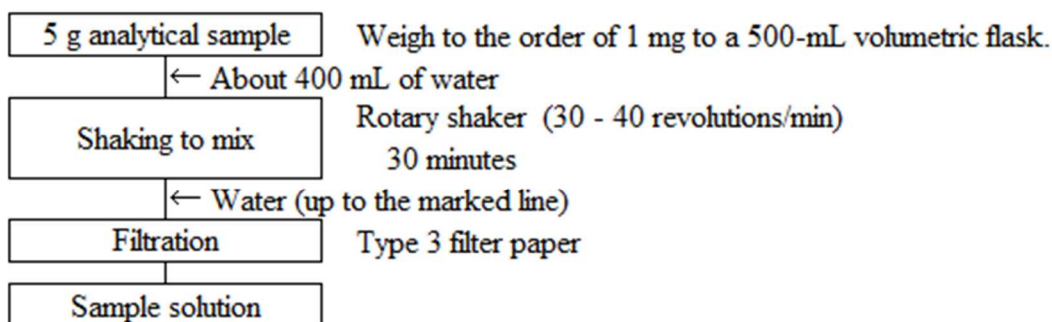 5 g analytical sample Weigh to the order of 1 mg to a 500-mL volumetric flask.
← About 400 mL of water
Shaking to mix
Rotary shaker (30 - 40 revolutions/min)
30 minutes
← Water (up to the marked line)
Filtration Type 3 filter paper
Sample solution